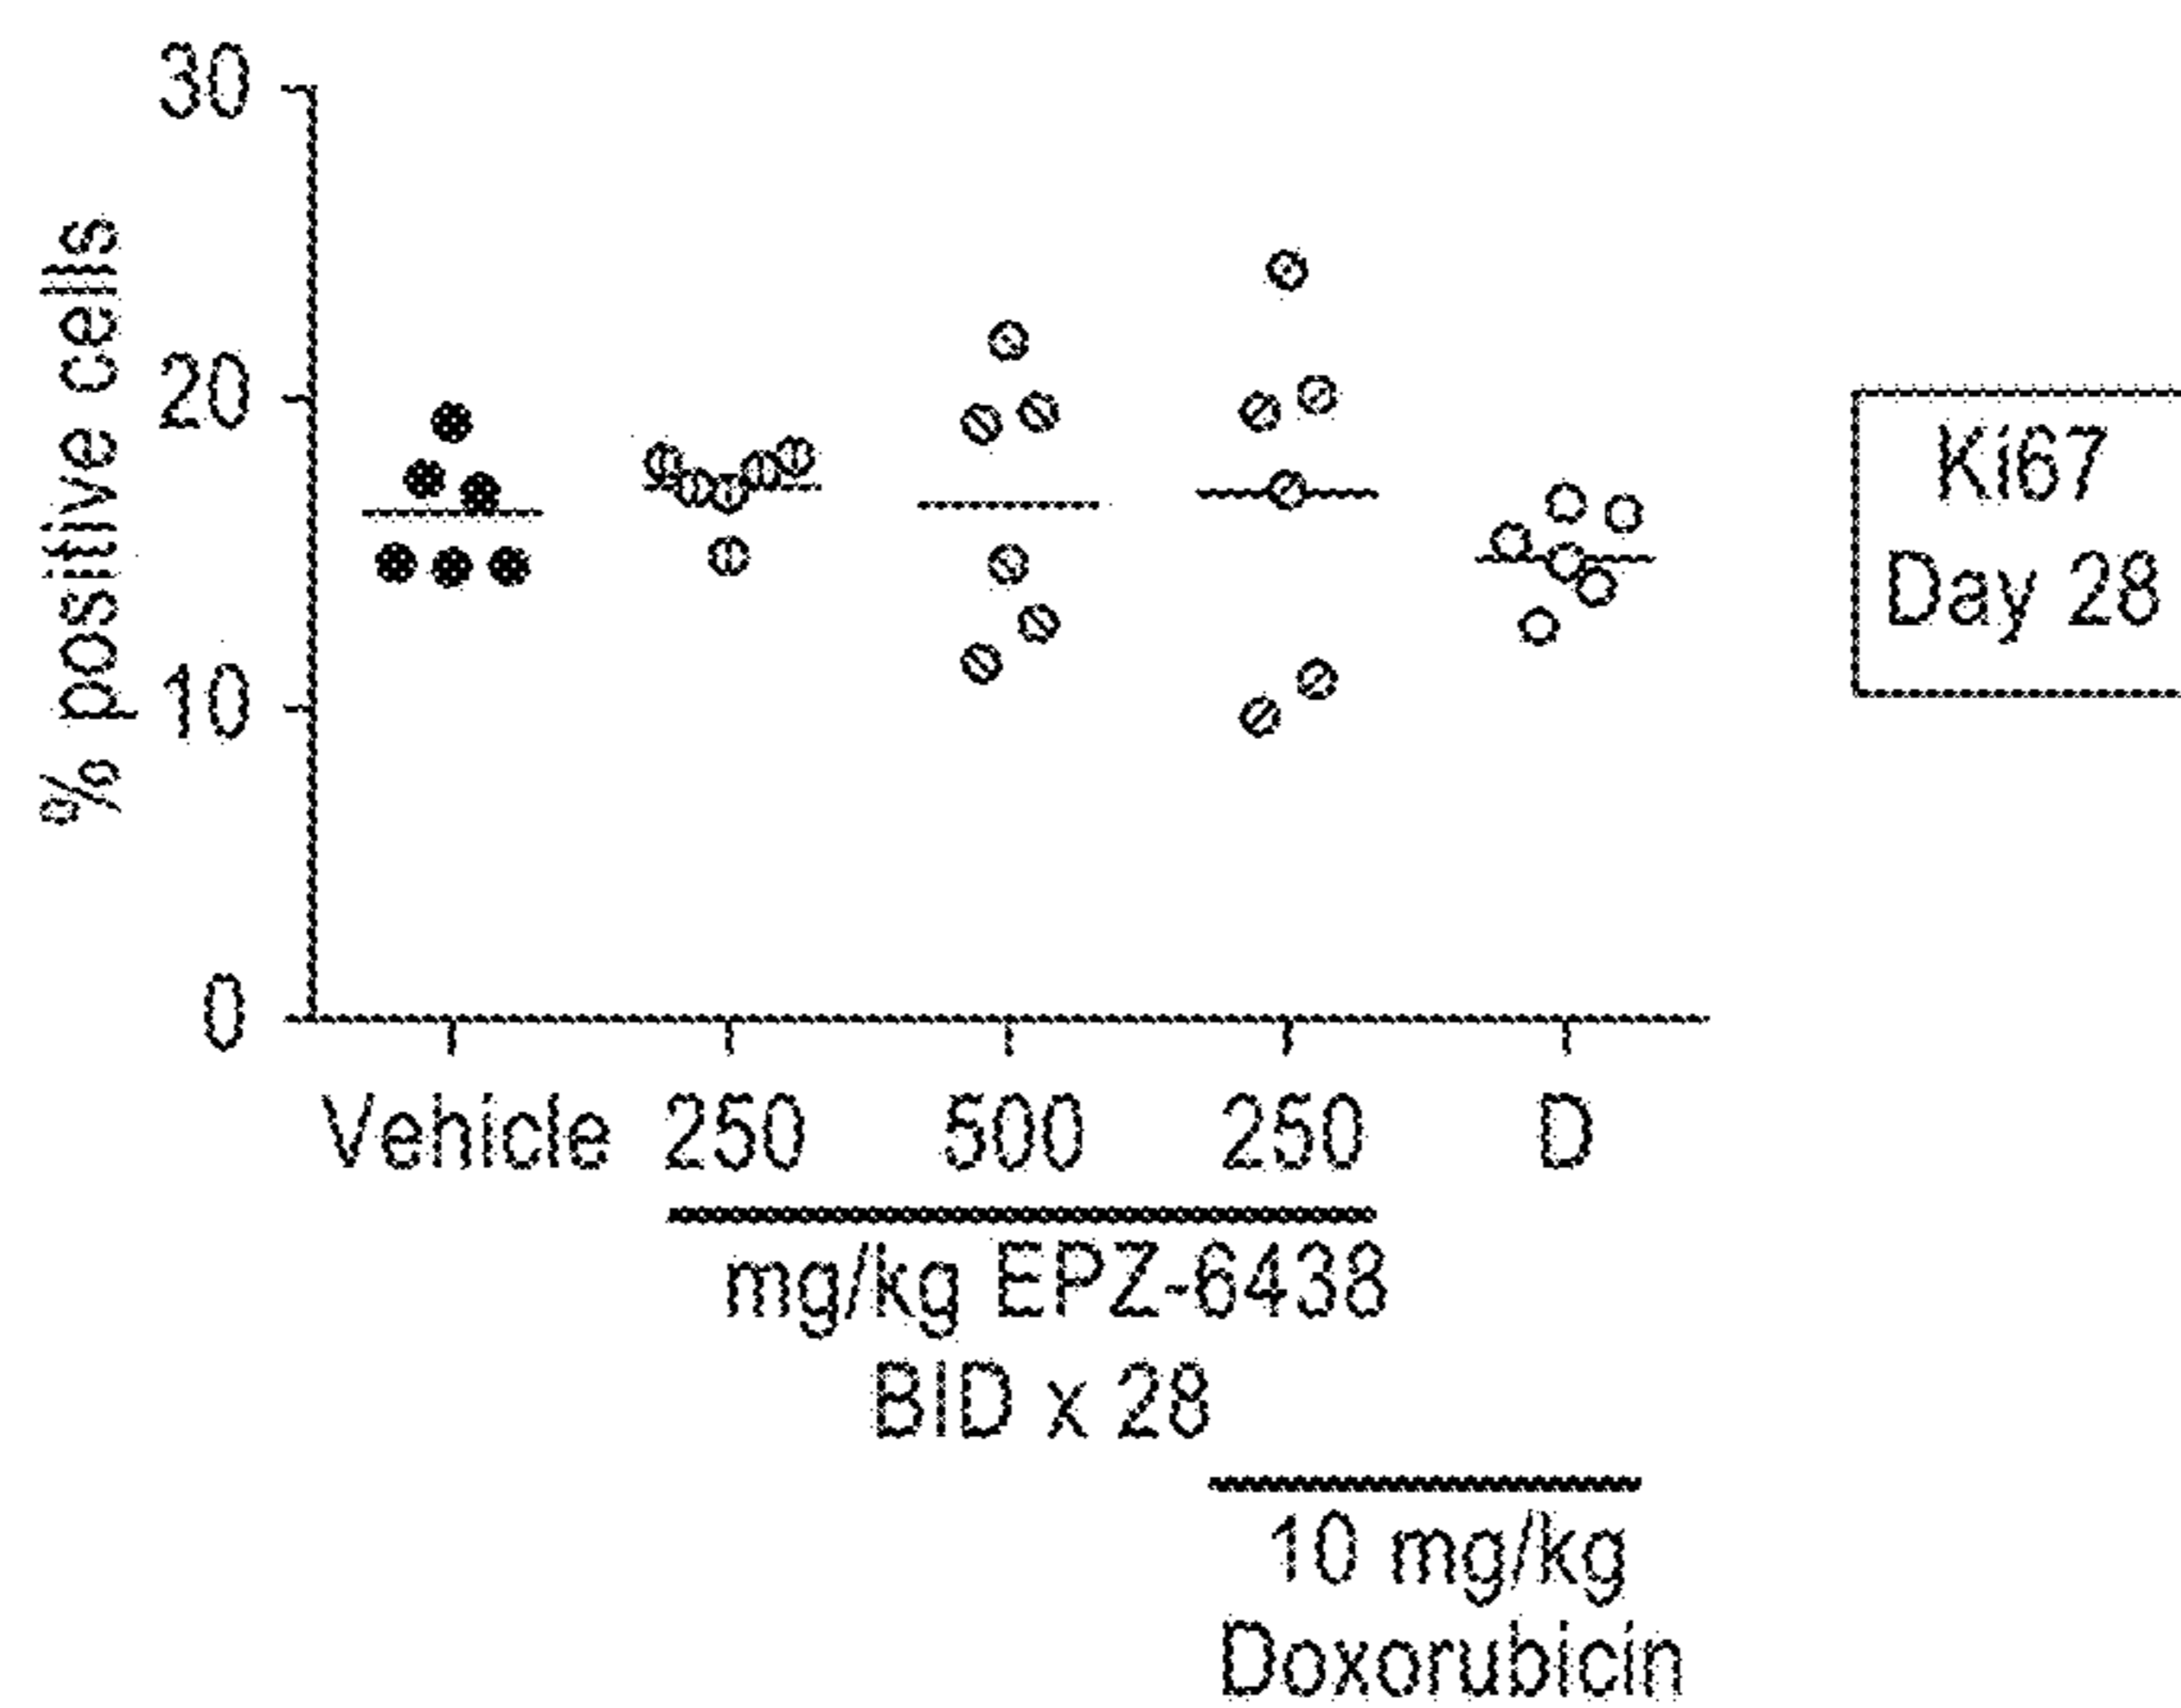 % positive cells
30
20
10
0
Vehicle 250 500 250 D
mg/kg EPZ-6438
BID x 28
10 mg/kg
Doxorubicin
Ki67
Day 28